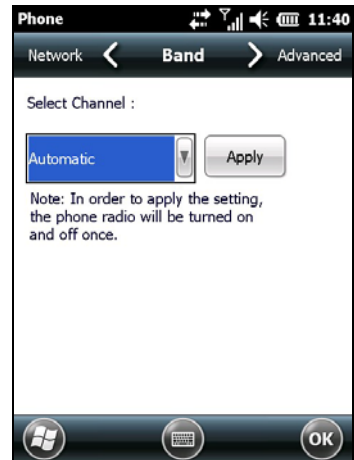 Phone 11:40
Network Band Advanced
Select Channel :
Automatic Apply
Note: In order to apply the setting,
the phone radio will be turned on
and off once.
OK